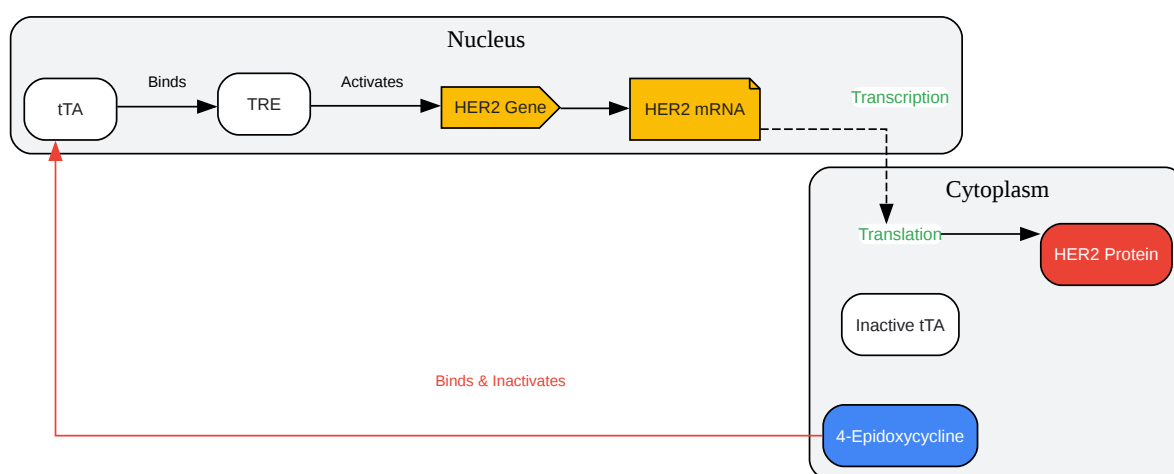 Nucleus
tTA
Binds
TRE
Activates
HER2 Gene
HER2 mRNA
Transcription
Cytoplasm
Translation
HER2 Protein
Inactive tTA
Binds & Inactivates
4-Epidoxycycline